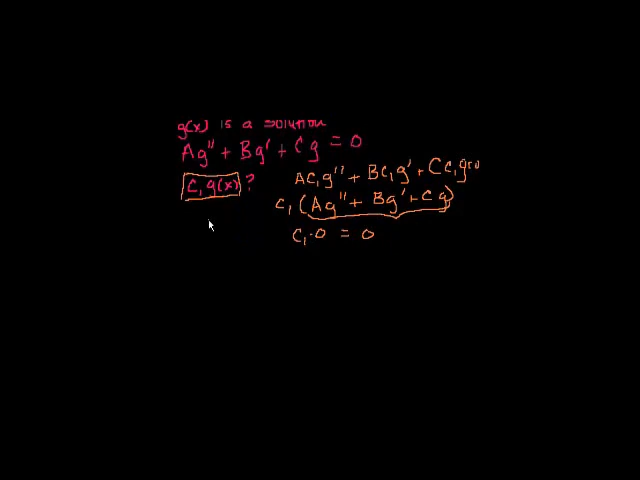 g(x) is a solution
Ag'' + Bg' + Cg = 0
C₁g(x) ?
AC₁g'' + BC₁g' + CC₁g=0
C₁(Ag'' + Bg' + Cg)
C₁·0 = 0